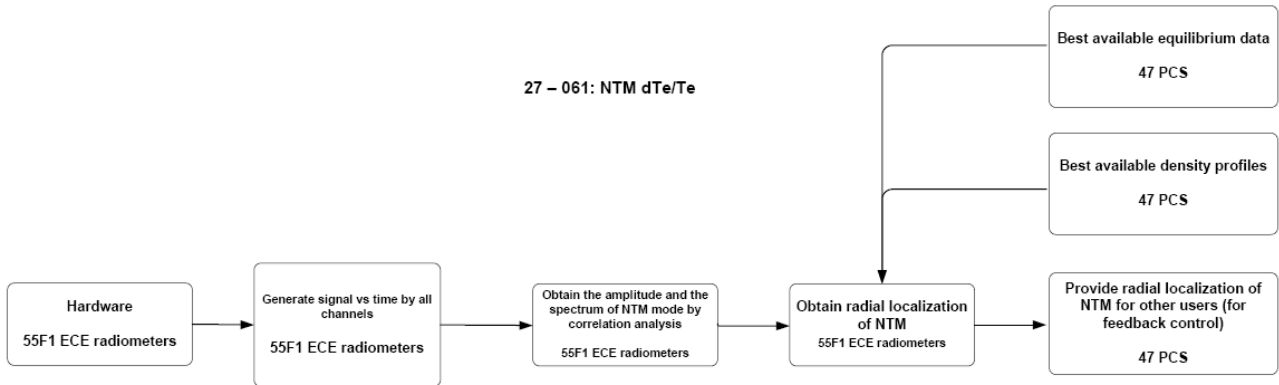 Best available equilibrium data
47 PCS
27 – 061: NTM dTe/Te
Best available density profiles
47 PCS
Hardware
55F1 ECE radiometers
Generate signal vs time by all
channels
55F1 ECE radiometers
Obtain the amplitude and the
spectrum of NTM mode by
correlation analysis
55F1 ECE radiometers
Obtain radial localization
of NTM
55F1 ECE radiometers
Provide radial localization of
NTM for other users (for
feedback control)
47 PCS